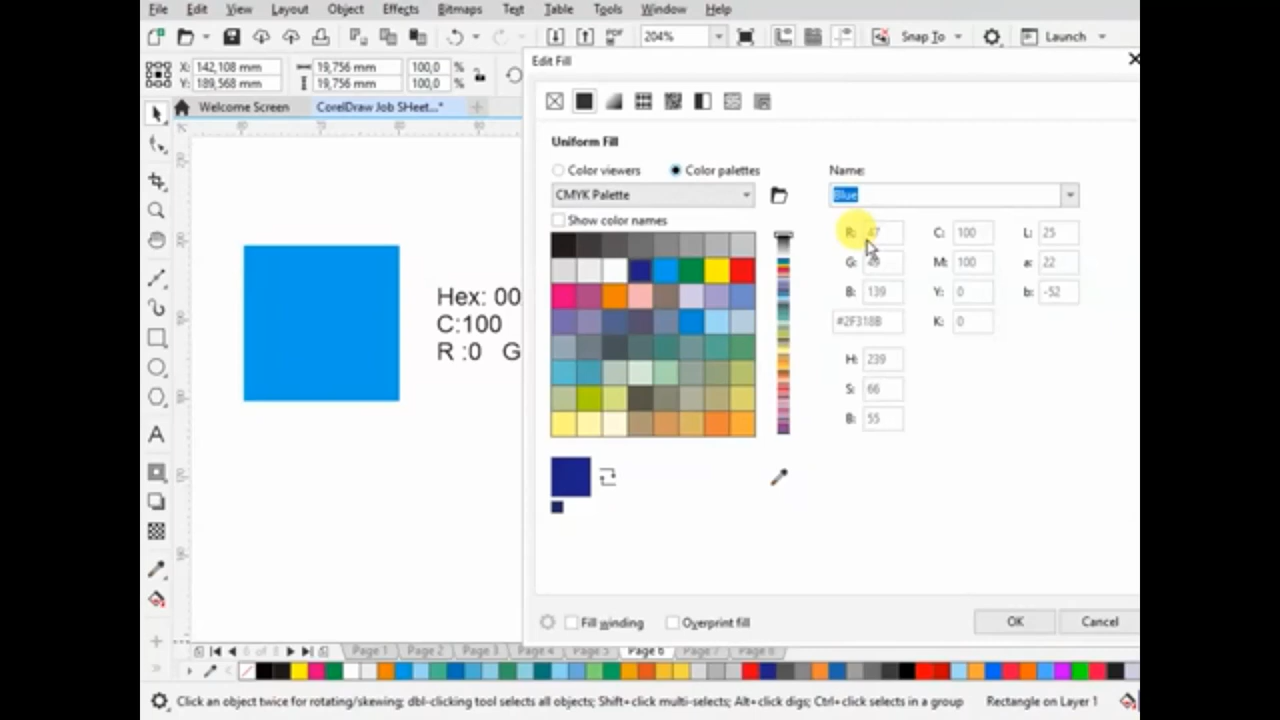 File Edit View Layout Object Effects Bitmaps Text Table Tools Window Help
PDF 204% Snap To Launch
X: 142,108 mm 19,756 mm 100,0 %
Y: 189,568 mm 19,756 mm 100,0 %
Edit Fill
Welcome Screen CorelDraw Job SHeet...*
Uniform Fill
Color viewers Color palettes Name:
CMYK Palette Blue
Show color names
R: 47 C: 100 L: 25
G: M: 100 a: 22
B: 139 Y: 0 b: -52
#2F318B K: 0
H: 239
S: 66
B: 55
Hex: 00
C:100
R :0 G
Fill winding Overprint fill OK Cancel
6 of 8 Page 1 Page 2 Page 3 Page 4 Page 5 Page 6 Page 7 Page 8
Click an object twice for rotating/skewing; dbl-clicking tool selects all objects; Shift+click multi-selects; Alt+click digs; Ctrl+click selects in a group Rectangle on Layer 1